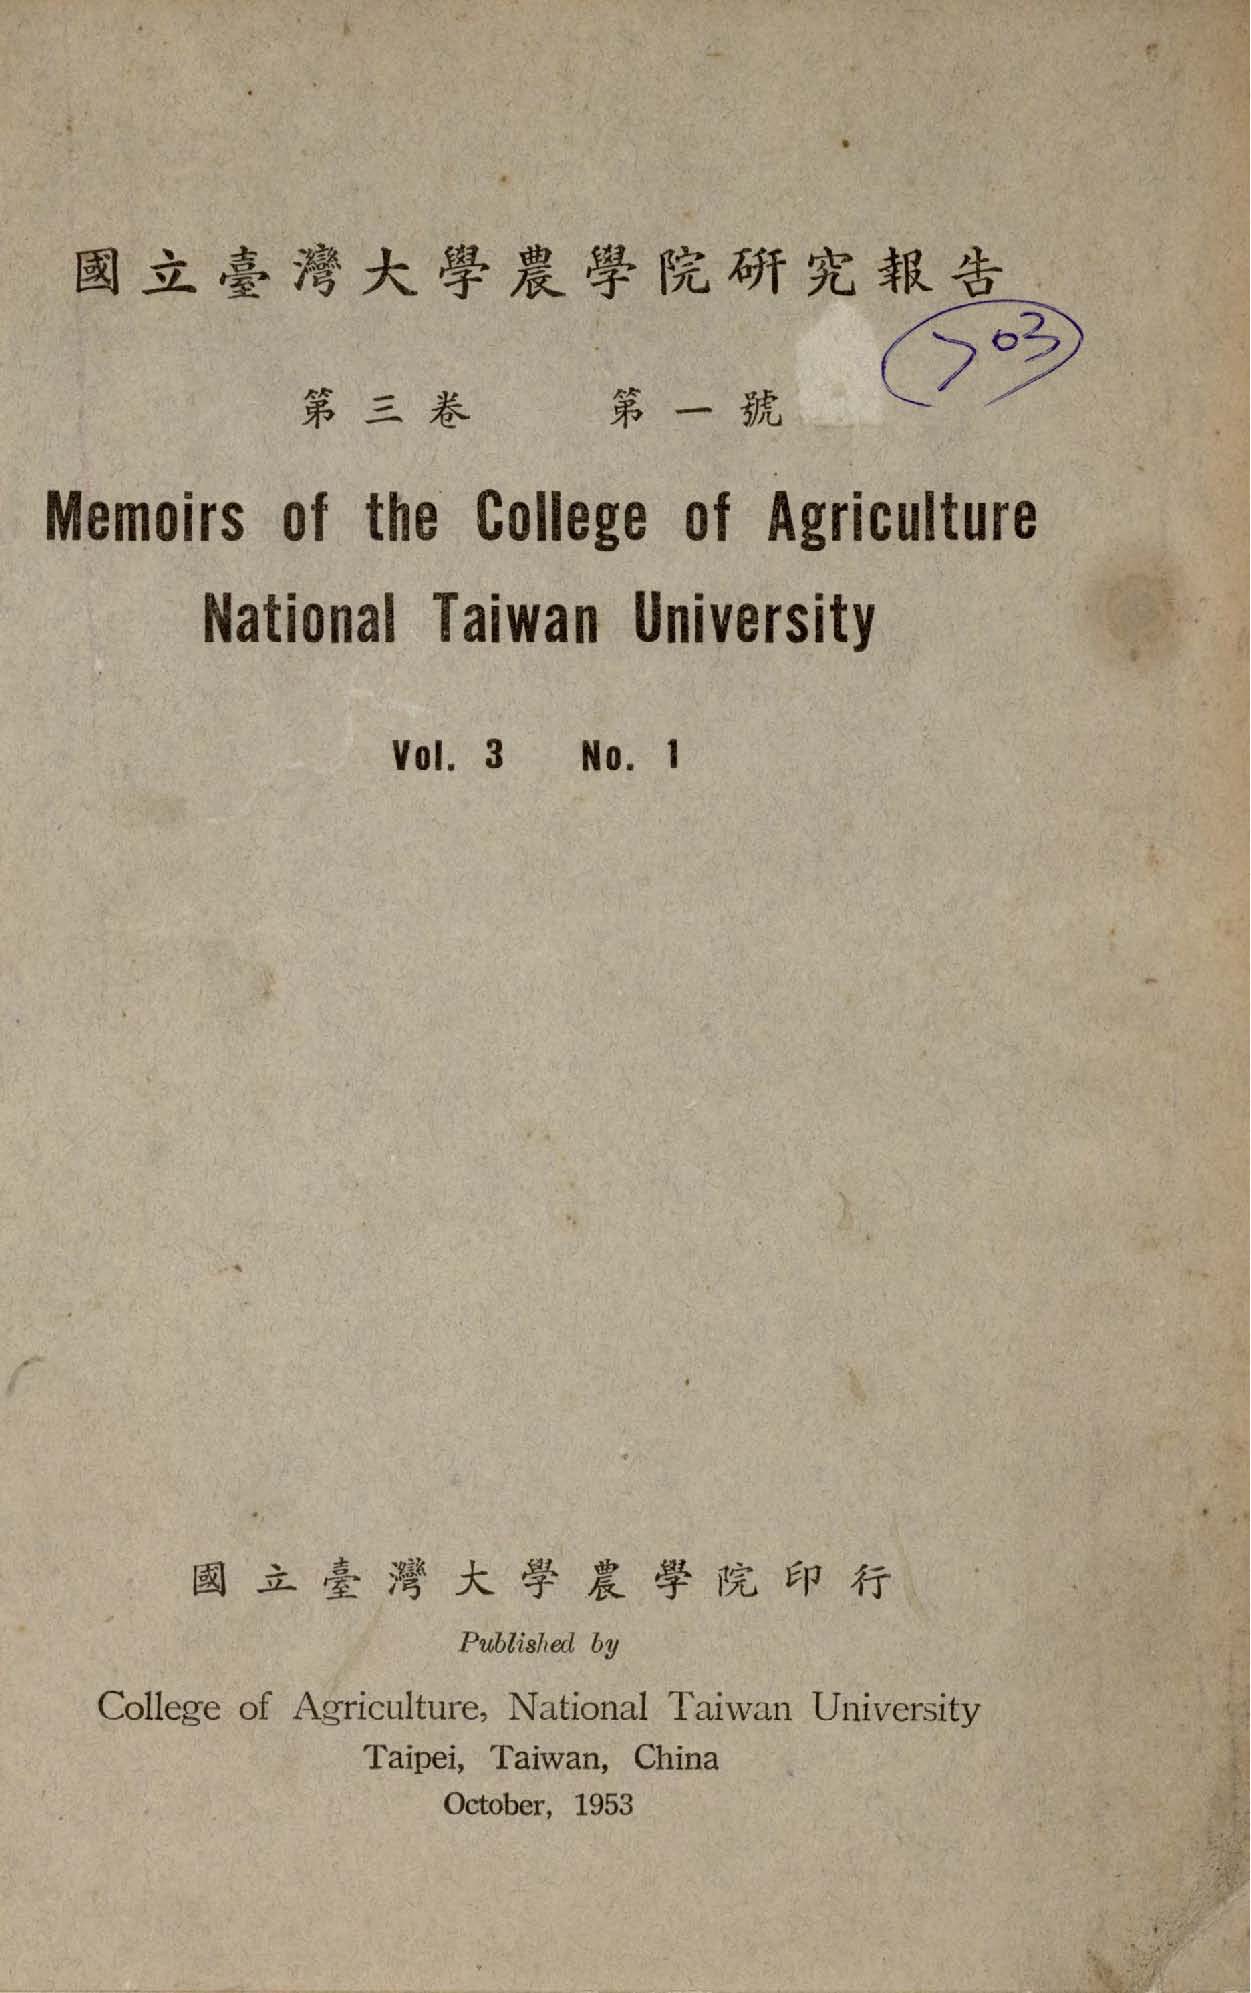 國立臺灣大學農學院研究報告
第三卷 第一號
Memoirs of the College of Agriculture
National Taiwan University
Vol. 3 No. 1
國立臺灣大學農學院印行
Published by
College of Agriculture, National Taiwan University
Taipei, Taiwan, China
October, 1953